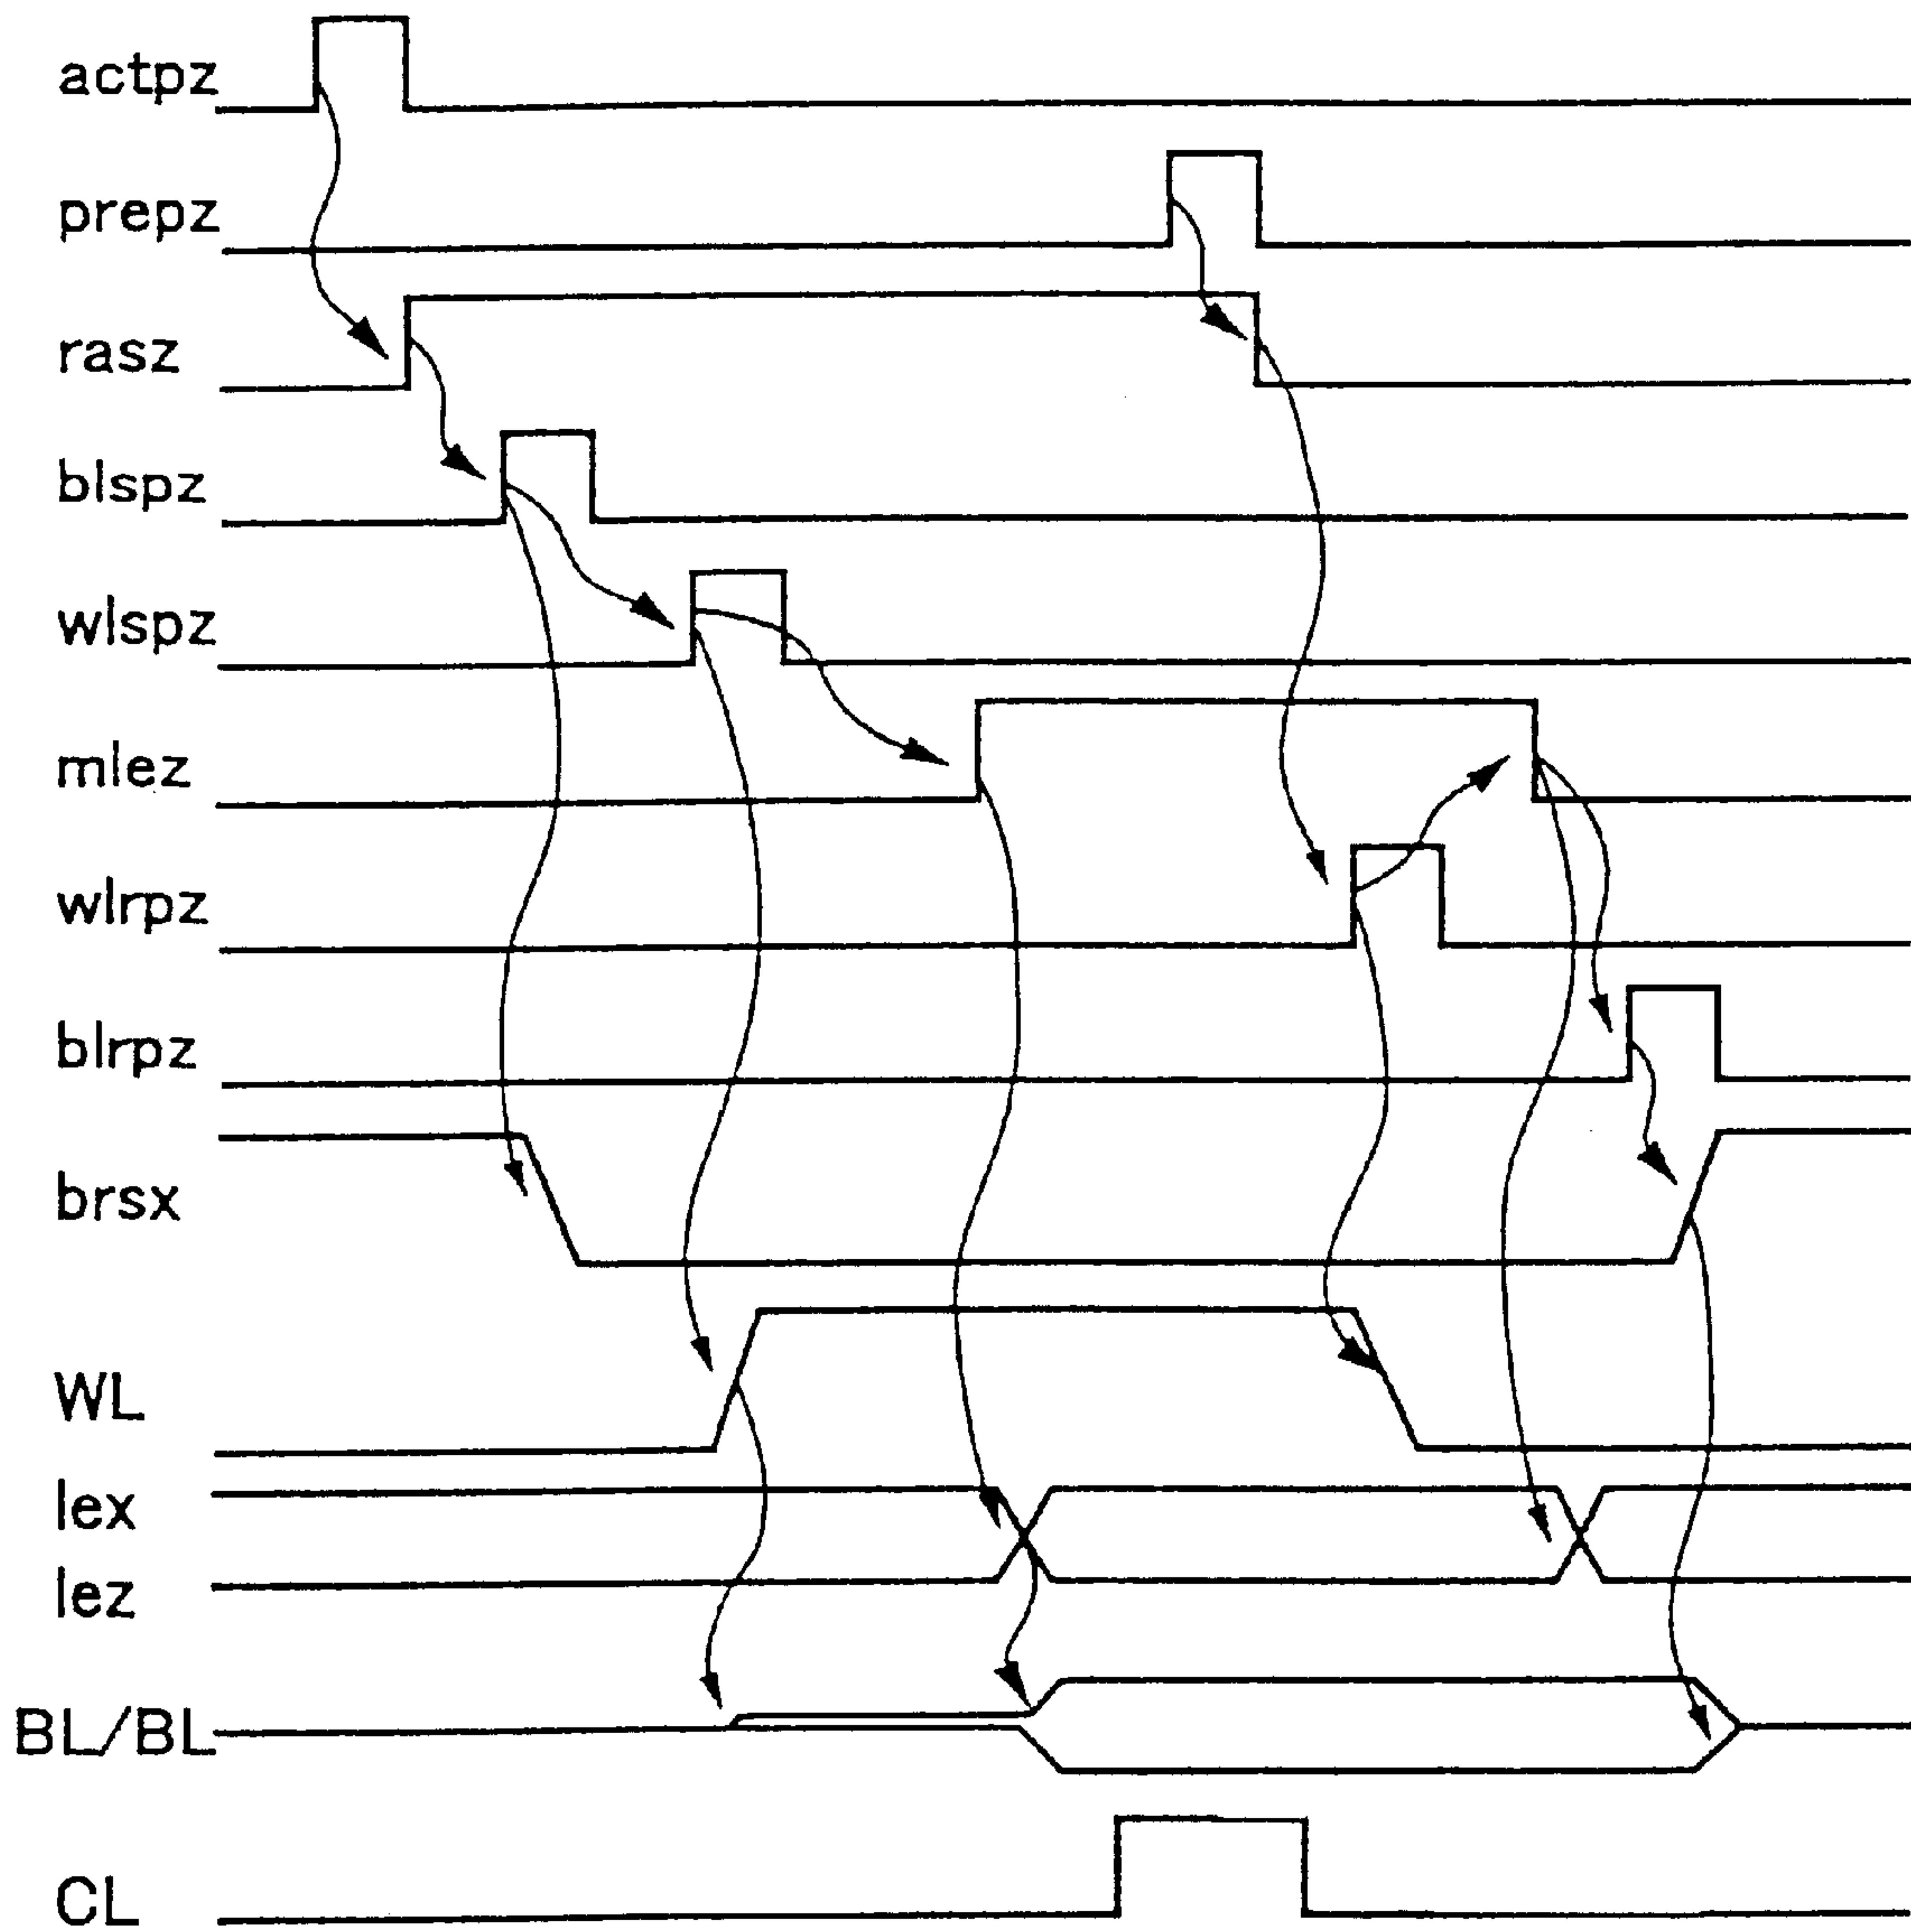 actpz
prepz
rasz
blspz
wlspz
mlez
wlrpz
blrpz
brsx
WL
lex
lez
BL/BL
CL